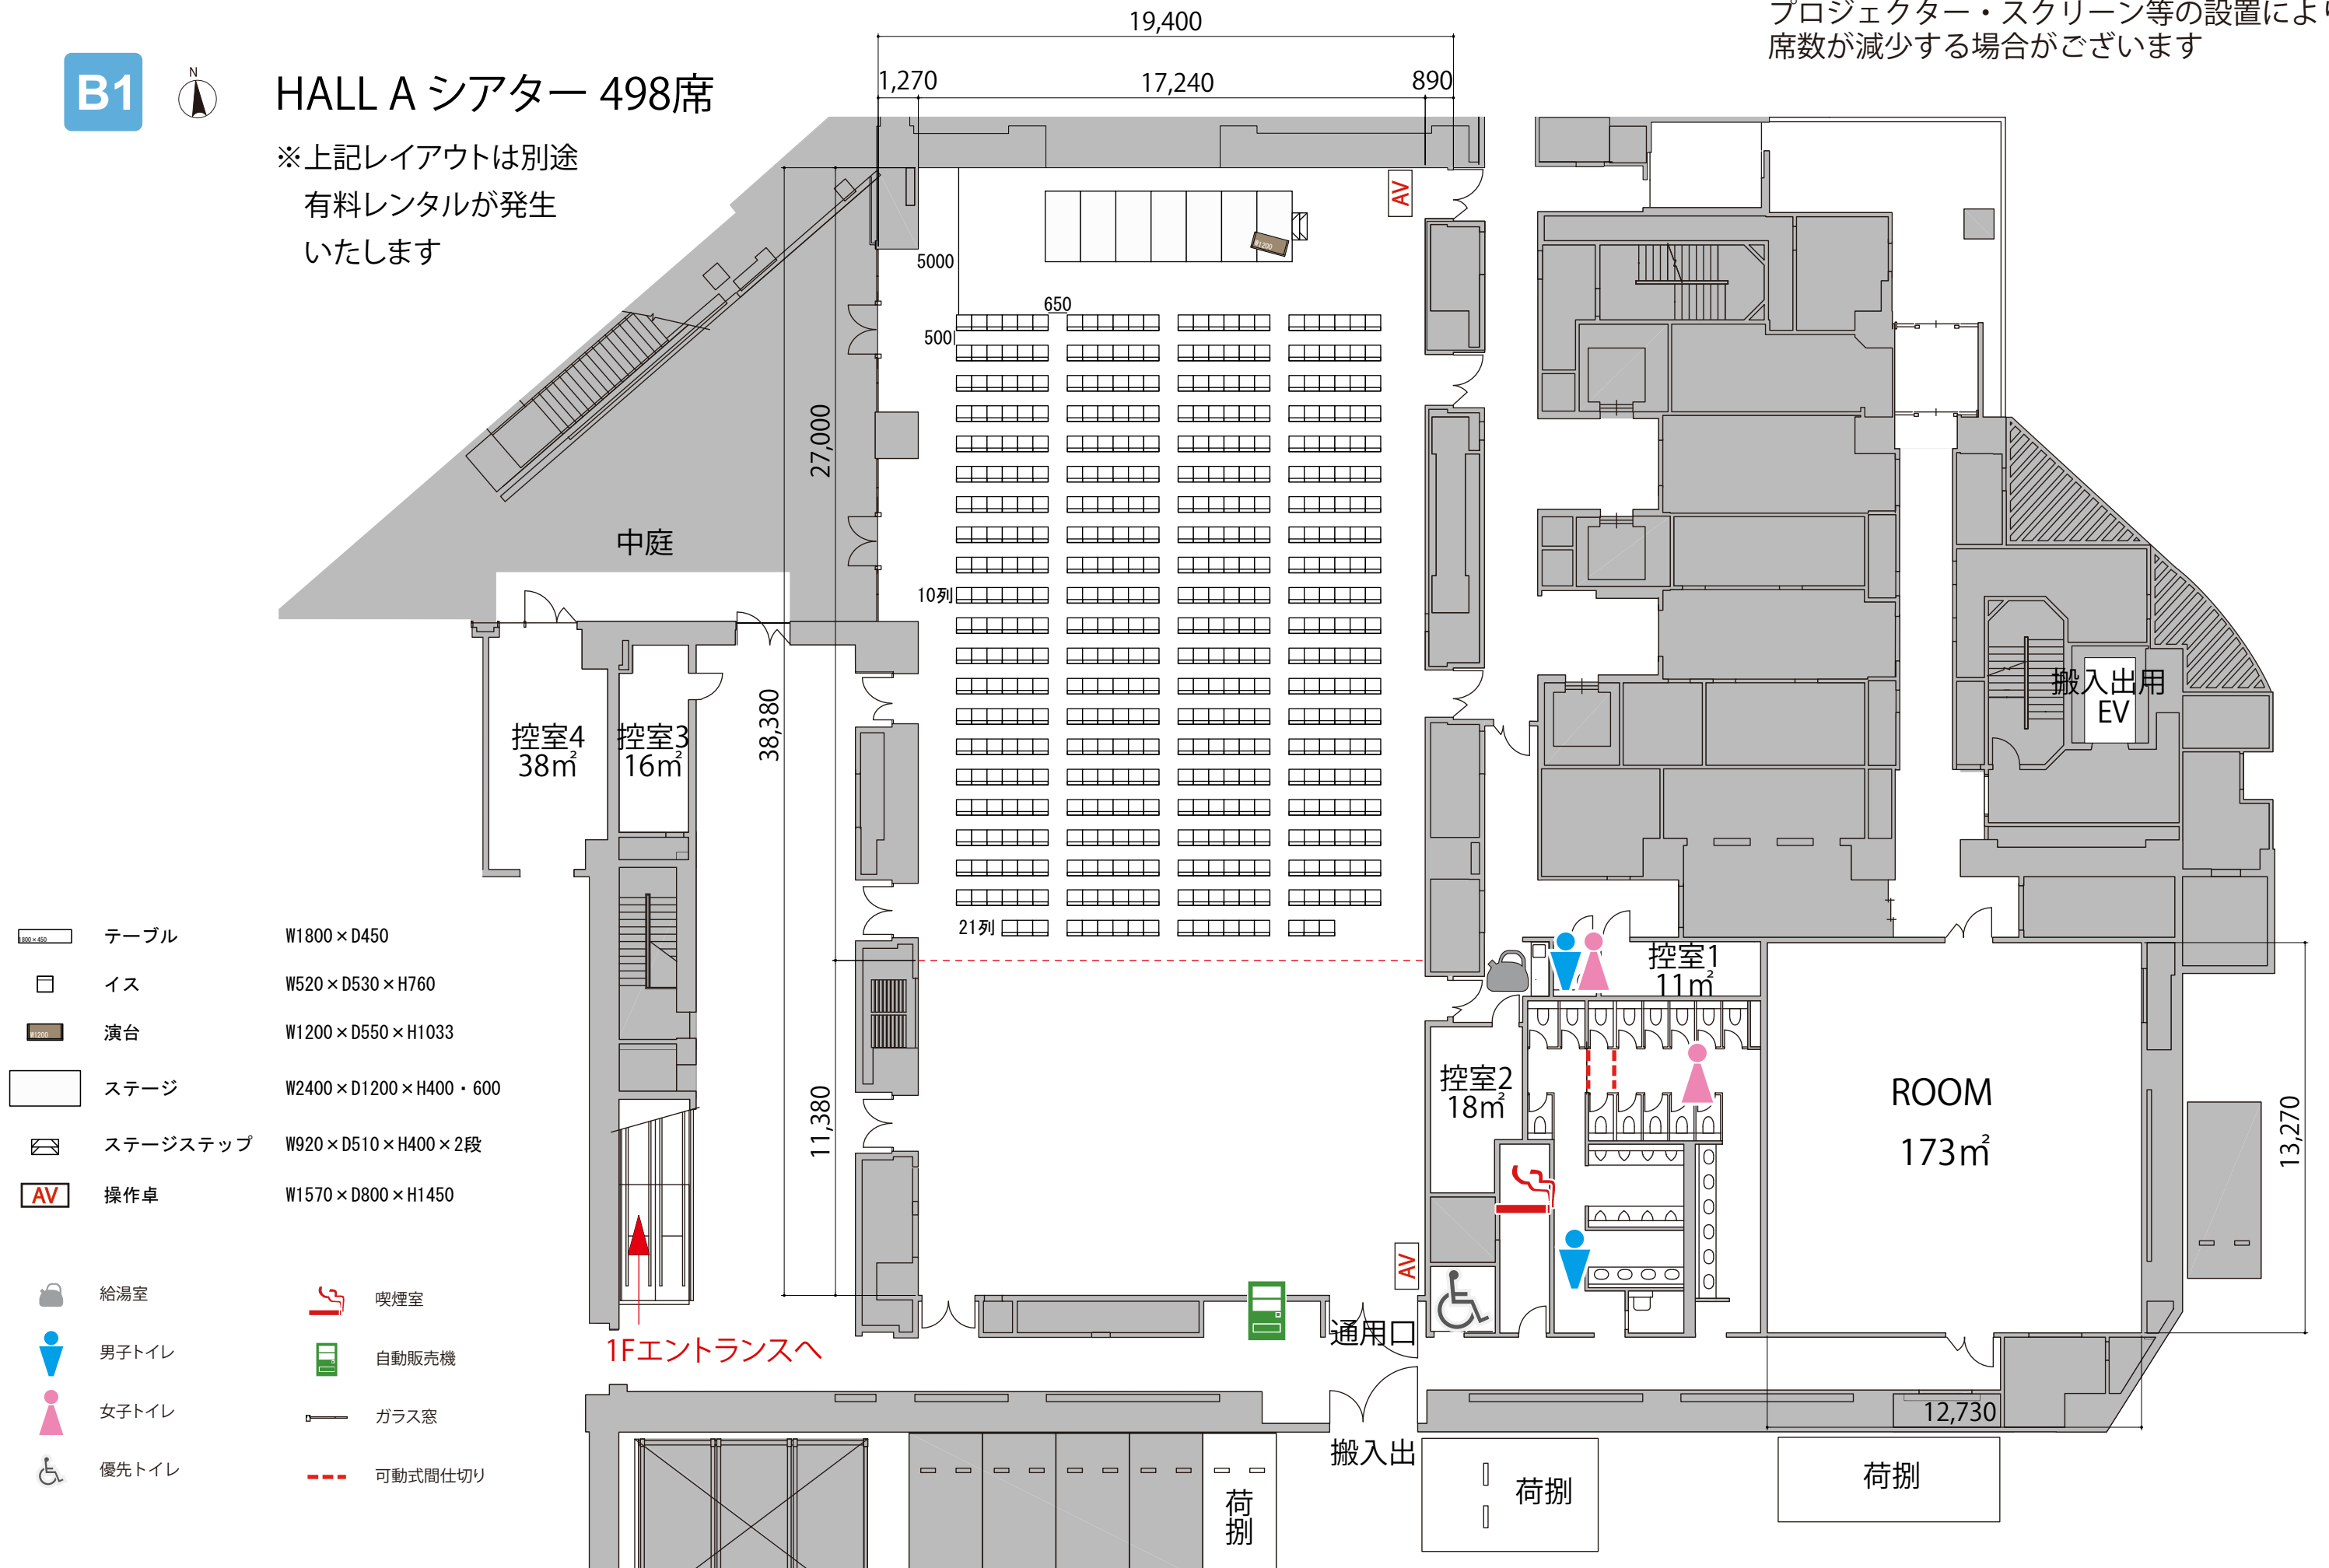 プロジェクター・スクリーン等の設置により
席数が減少する場合がございます
B1
N
HALL A シアター 498席
※上記レイアウトは別途
有料レンタルが発生
いたします
19,400
1,270
17,240
890
AV
W1200
5000
650
500
27,000
中庭
10列
38,380
控室4
38㎡
控室3
16㎡
搬入出用
EV
21列
控室1
11㎡
控室2
18㎡
ROOM
173㎡
13,270
11,380
AV
通用口
1Fエントランスへ
12,730
搬入出
荷捌
荷捌
荷捌
1800×450
テーブル
W1800×D450
イス
W520×D530×H760
W1200
演台
W1200×D550×H1033
ステージ
W2400×D1200×H400・600
ステージステップ
W920×D510×H400×2段
AV
操作卓
W1570×D800×H1450
給湯室
喫煙室
男子トイレ
自動販売機
女子トイレ
ガラス窓
優先トイレ
可動式間仕切り